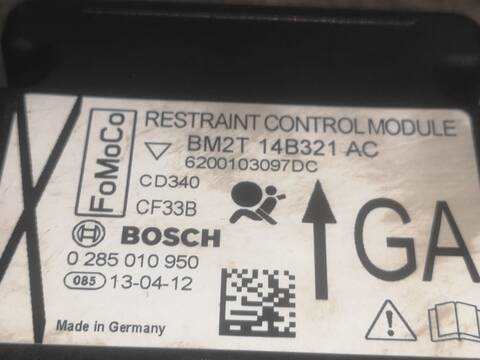 FoMoCo
RESTRAINT CONTROL MODULE
BM2T 14B321 AC
6200103097DC
CD340
CF33B
BOSCH
0 285 010 950
085 13-04-12
Made in Germany
GA